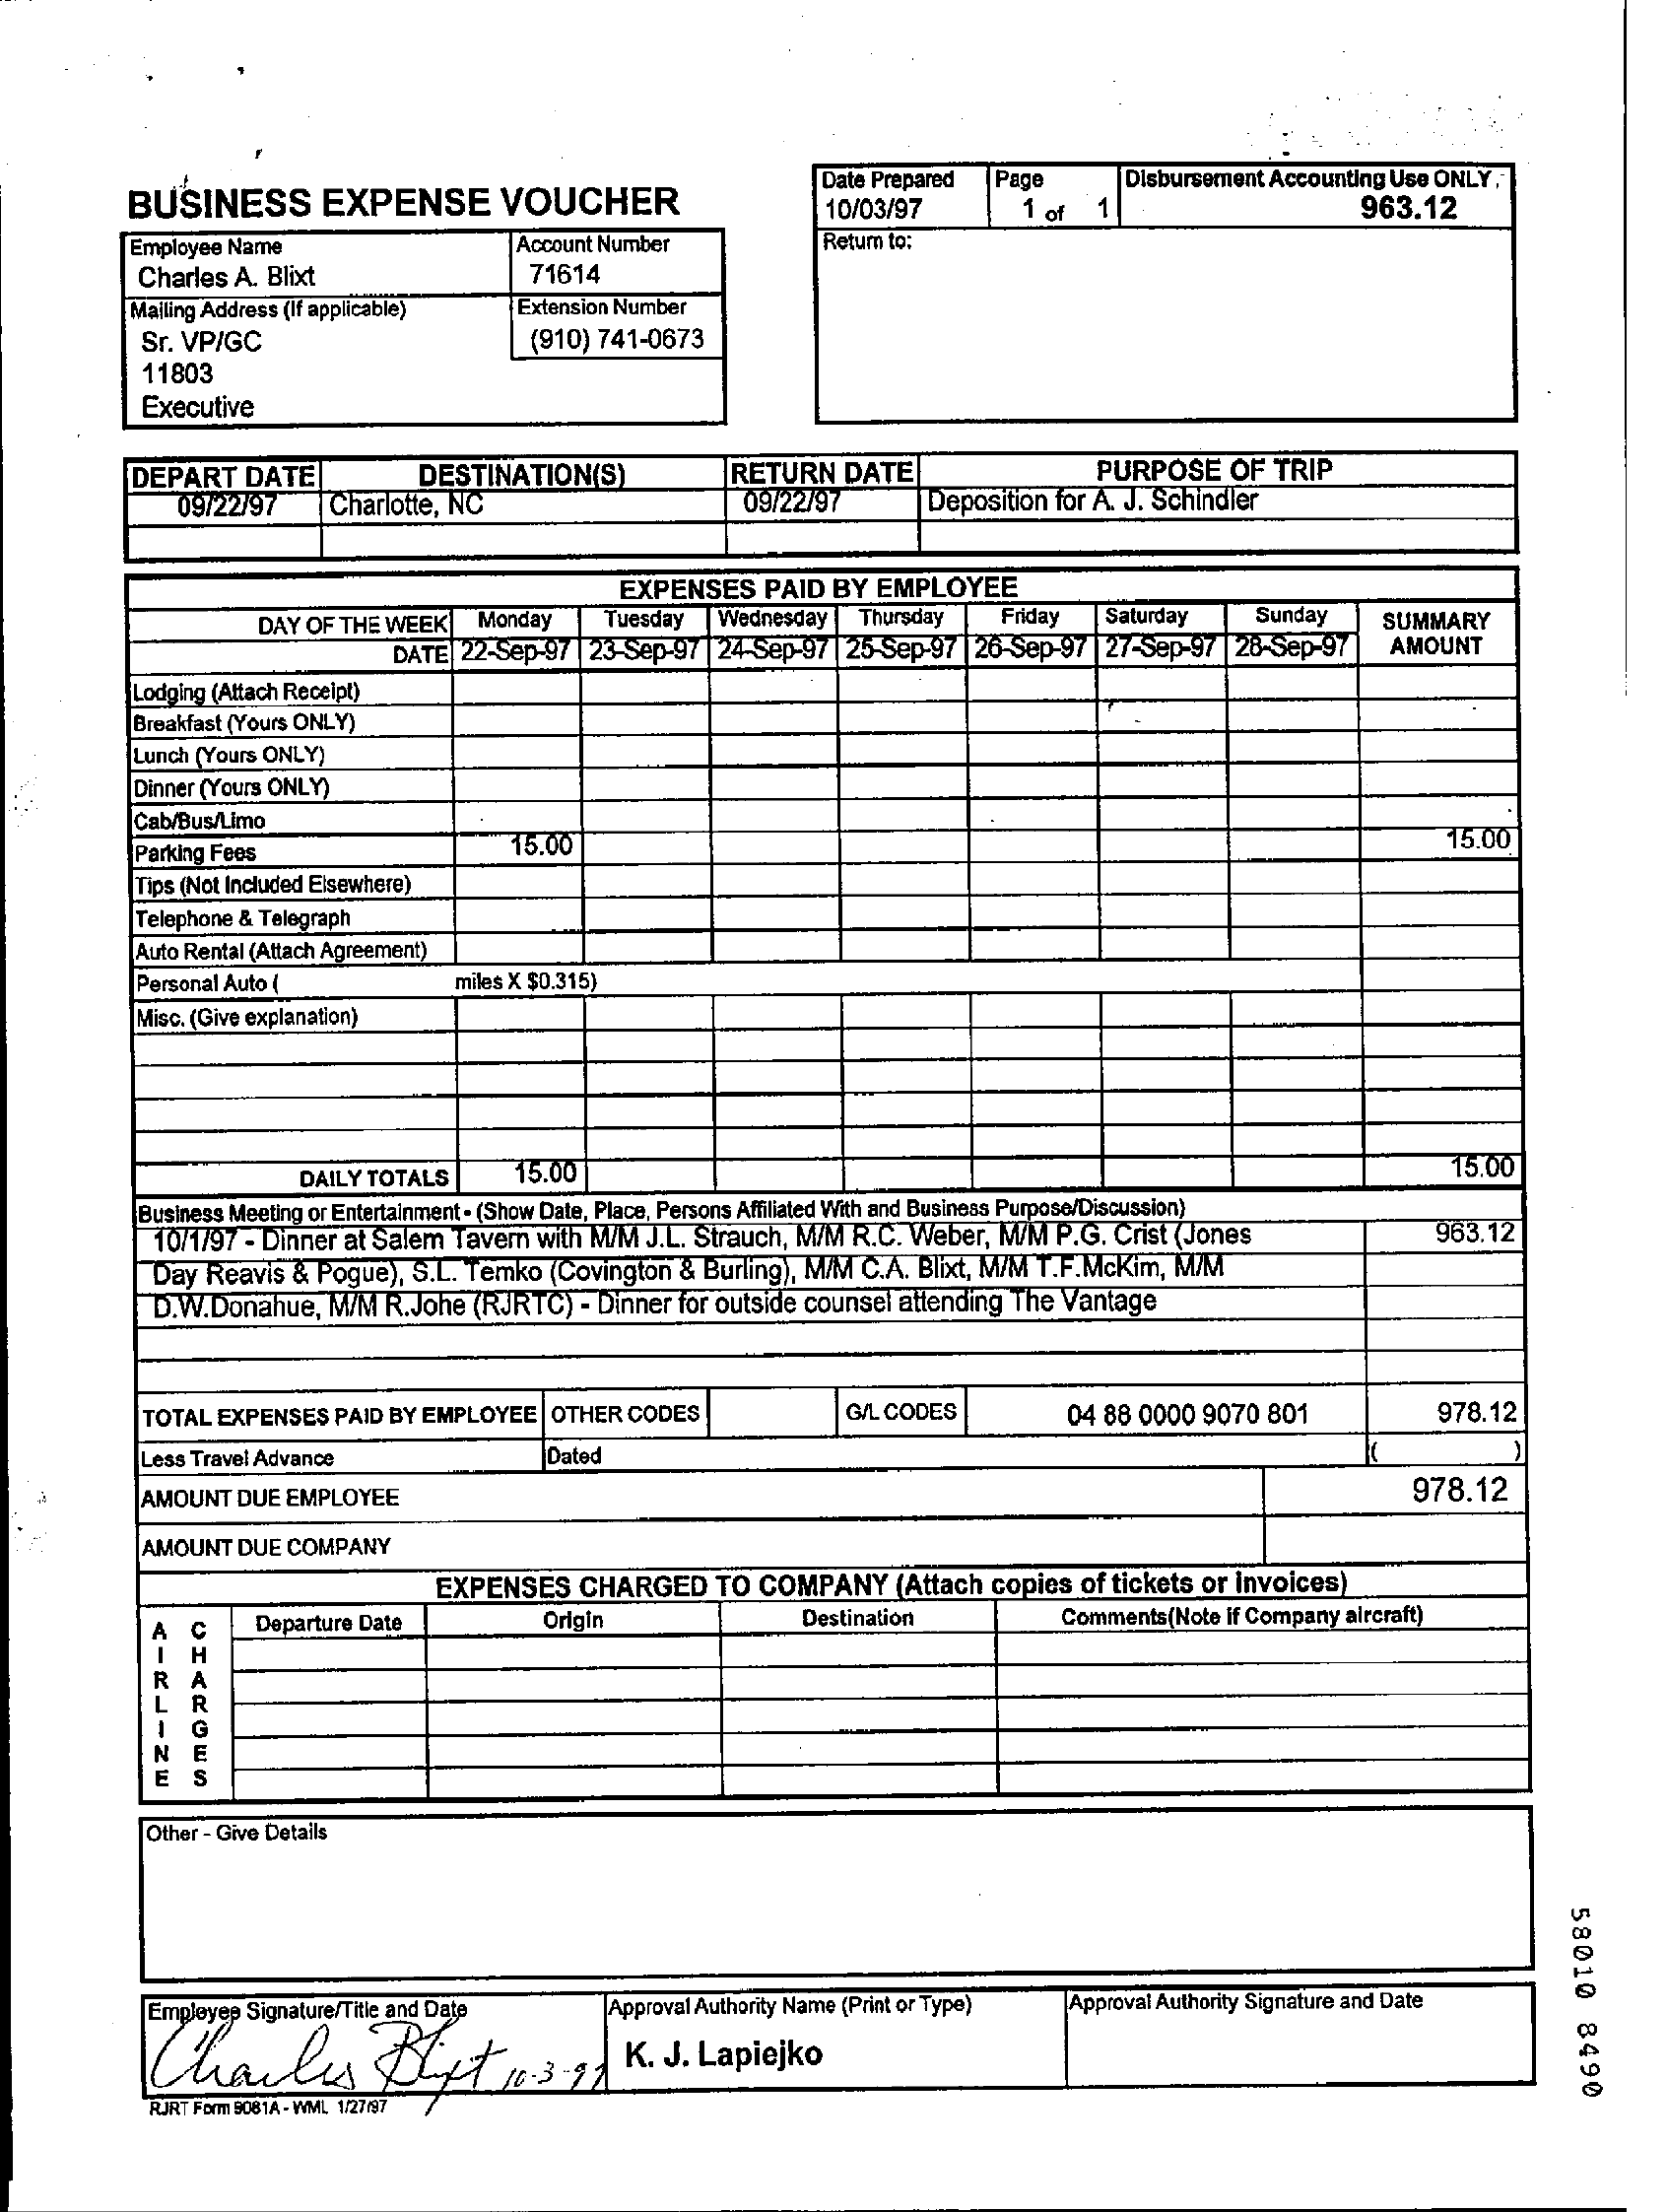 BUSINESS EXPENSE VOUCHER
Date Prepared Page Disbursement Accounting Use ONLY
10/03/97 1 of 1 963.12
Employee Name Account Number Return to:
Charles A. Blixt 71614
Mailing Address (If applicable) Extension Number
Sr. VP/GC (910) 741-0673
11803
Executive
DEPART DATE DESTINATION(S) RETURN DATE PURPOSE OF TRIP
09/22/97 Charlotte, NC 09/22/97 Deposition for A. J. Schindler
EXPENSES PAID BY EMPLOYEE
DAY OF THE WEEK Monday Tuesday Wednesday Thursday Friday Saturday Sunday SUMMARY
DATE 22-Sep-97 23-Sep-97 24-Sep-97 25-Sep-97 26-Sep-97 27-Sep-97 28-Sep-97 AMOUNT
Lodging (Attach Receipt)
Breakfast (Yours ONLY)
Lunch (Yours ONLY)
Dinner (Yours ONLY)
Cab/Bus/Limo
Parking Fees 15.00 15.00
Tips (Not Included Elsewhere)
Telephone & Telegraph
Auto Rental (Attach Agreement)
Personal Auto ( miles X $0.315)
Misc. (Give explanation)
DAILY TOTALS 15.00 15.00
Business Meeting or Entertainment - (Show Date, Place, Persons Affiliated With and Business Purpose/Discussion)
10/1/97 - Dinner at Salem Tavern with M/M J.L. Strauch, M/M R.C. Weber, M/M P.G. Crist (Jones 963.12
Day Reavis & Pogue), S.L. Temko (Covington & Burling), M/M C.A. Blixt, M/M T.F.McKim, M/M
D.W.Donahue, M/M R.Johe (RJRTC) - Dinner for outside counsel attending The Vantage
TOTAL EXPENSES PAID BY EMPLOYEE OTHER CODES G/L CODES 04 88 0000 9070 801 978.12
Less Travel Advance Dated ( )
AMOUNT DUE EMPLOYEE 978.12
AMOUNT DUE COMPANY
EXPENSES CHARGED TO COMPANY (Attach copies of tickets or invoices)
AIRLINE CHARGES Departure Date Origin Destination Comments(Note if Company aircraft)
Other - Give Details
Employee Signature/Title and Date Approval Authority Name (Print or Type) Approval Authority Signature and Date
Charles Blixt 10-3-97 K. J. Lapiejko
RJRT Form 9081A - WML 1/27/97
58010 8490